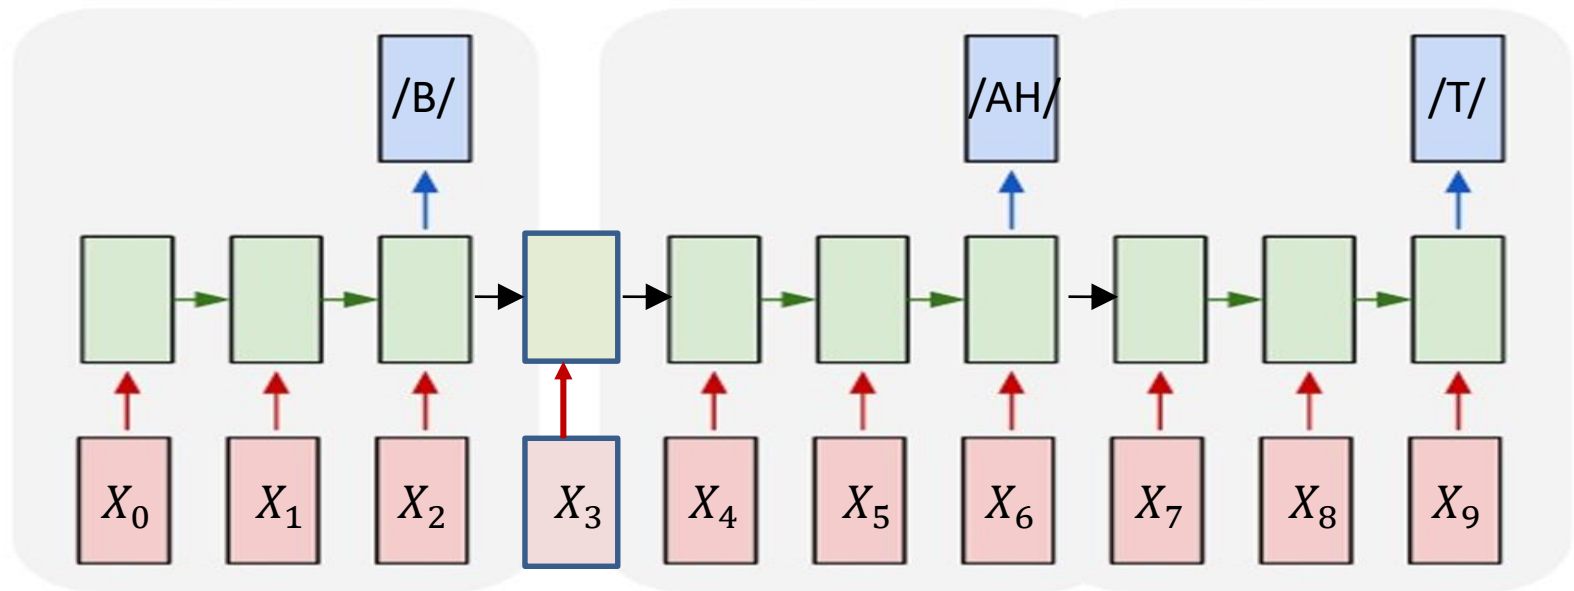 /B/ /AH/ /T/
X₀ X₁ X₂ X₃ X₄ X₅ X₆ X₇ X₈ X₉